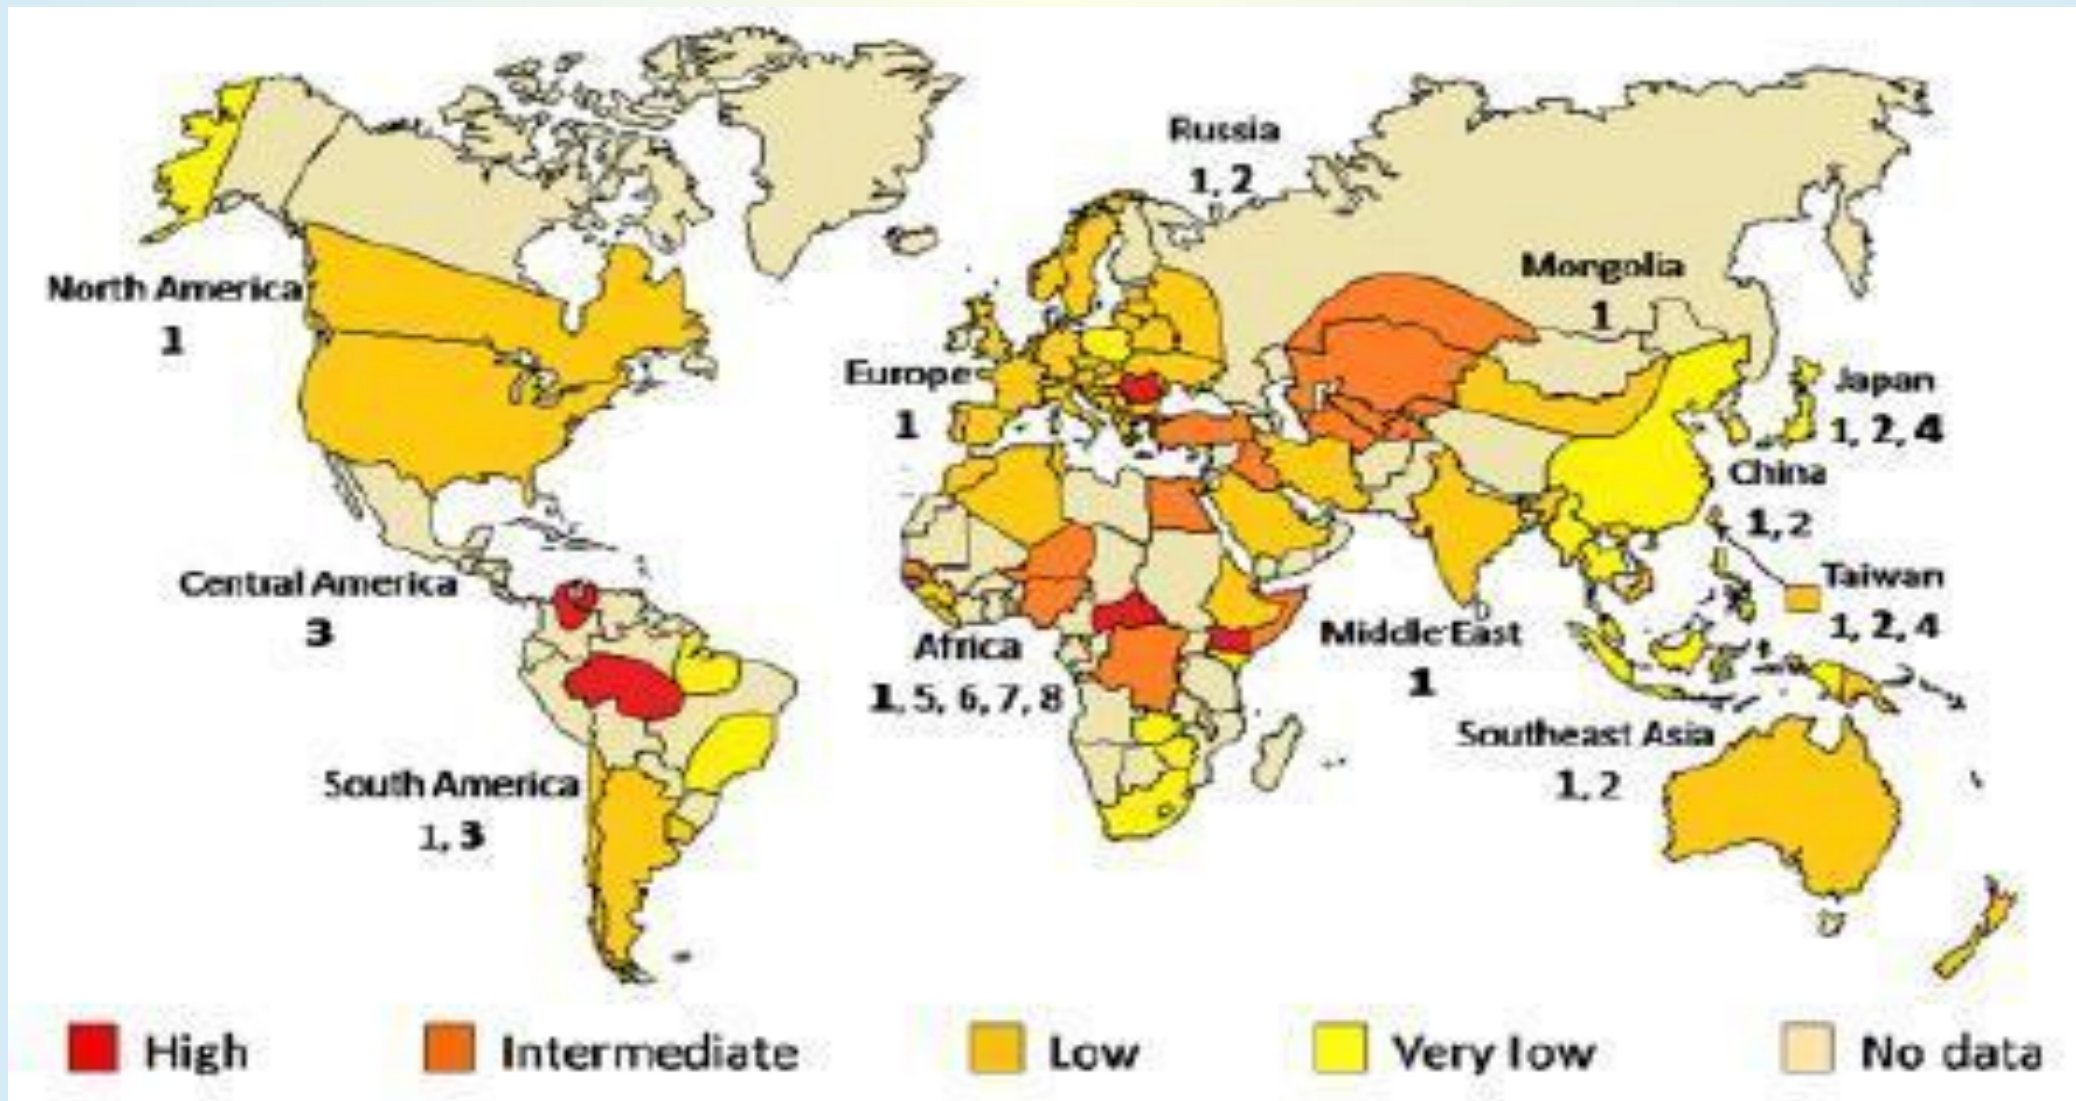 Russia
1, 2
Mongolia
1
North America
1
Europe
1
Japan
1, 2, 4
China
1, 2
Central America
3
Taiwan
1, 2, 4
Africa
1, 5, 6, 7, 8
Middle East
1
Southeast Asia
1, 2
South America
1, 3
High
Intermediate
Low
Very low
No data